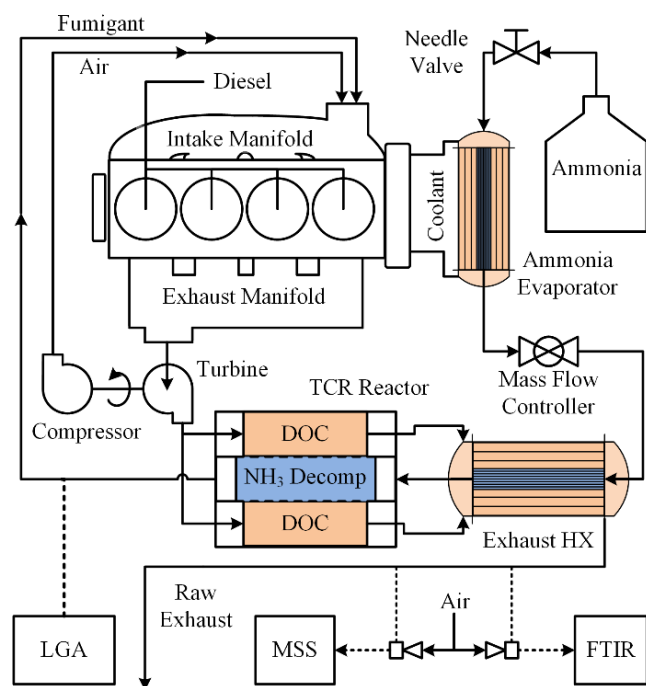 Fumigant
Air
Diesel
Needle
Valve
Intake Manifold
Ammonia
Coolant
Ammonia
Evaporator
Exhaust Manifold
Turbine
Mass Flow
Controller
Compressor
TCR Reactor
DOC
NH₃ Decomp
DOC
Exhaust HX
Raw
Exhaust
Air
LGA
MSS
FTIR